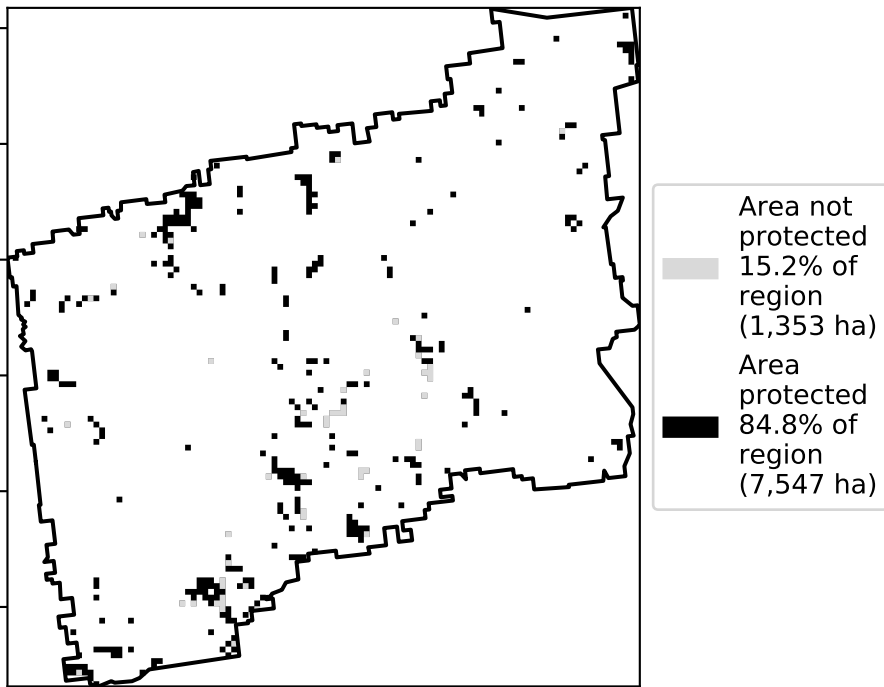 Area not
protected
15.2% of
region
(1,353 ha)
Area
protected
84.8% of
region
(7,547 ha)